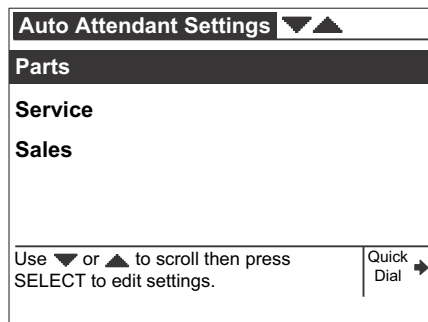 Auto Attendant Settings
Parts
Service
Sales
Use ▼ or ▲ to scroll then press
SELECT to edit settings.
Quick
Dial